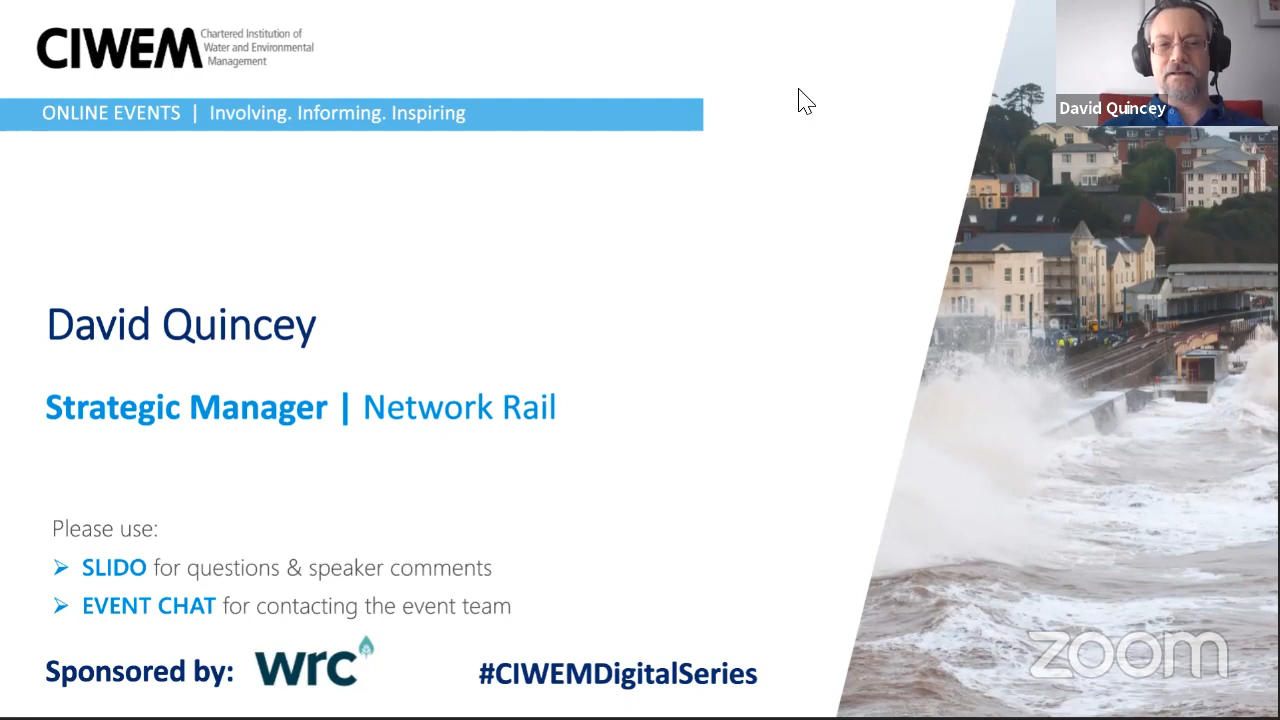 CIWEM
Chartered Institution of
Water and Environmental
Management
David Quincey
ONLINE EVENTS | Involving. Informing. Inspiring
David Quincey
Strategic Manager | Network Rail
Please use:
➢ SLIDO for questions & speaker comments
➢ EVENT CHAT for contacting the event team
Sponsored by: wrc
#CIWEMDigitalSeries
zoom